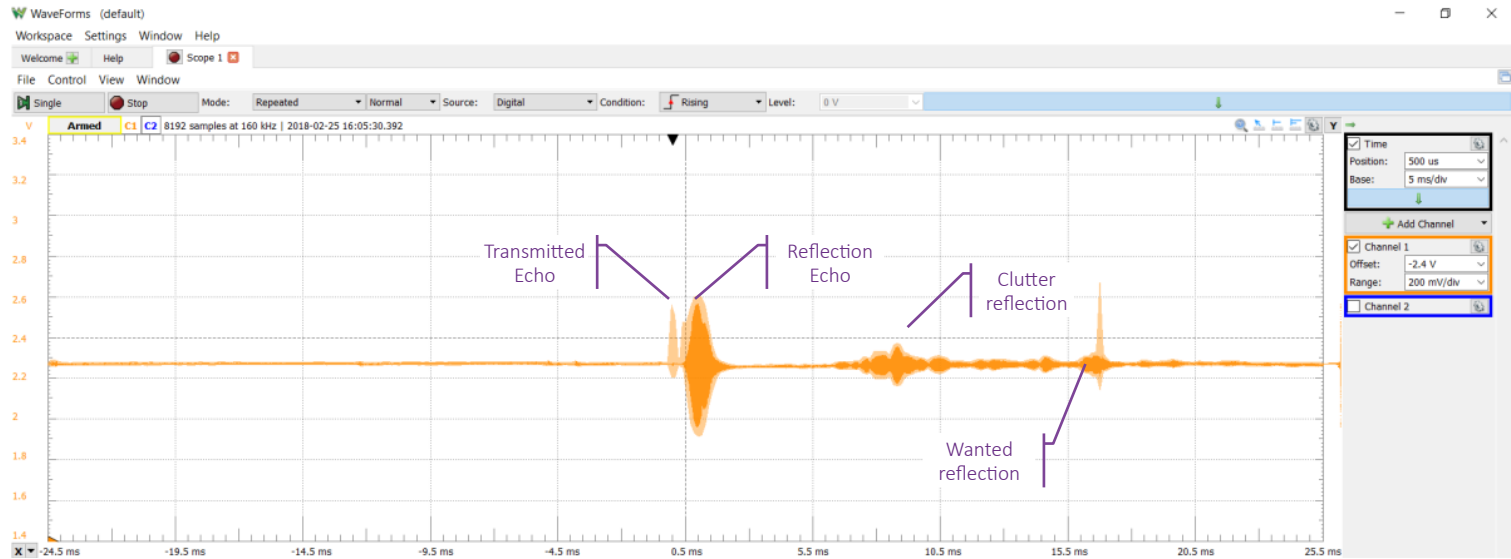 WaveForms (default)
Workspace Settings Window Help
Welcome Help Scope 1
File Control View Window
Single Stop Mode: Repeated Normal Source: Digital Condition: Rising Level: 0 V
V Armed C1 C2 8192 samples at 160 kHz | 2018-02-25 16:05:30.392 Y
3.4
3.2
3
2.8
2.6
2.4
2.2
2
1.8
1.6
1.4
Transmitted
Echo
Reflection
Echo
Clutter
reflection
Wanted
reflection
X -24.5 ms -19.5 ms -14.5 ms -9.5 ms -4.5 ms 0.5 ms 5.5 ms 10.5 ms 15.5 ms 20.5 ms 25.5 ms
Time
Position: 500 us
Base: 5 ms/div
Add Channel
Channel 1
Offset: -2.4 V
Range: 200 mV/div
Channel 2